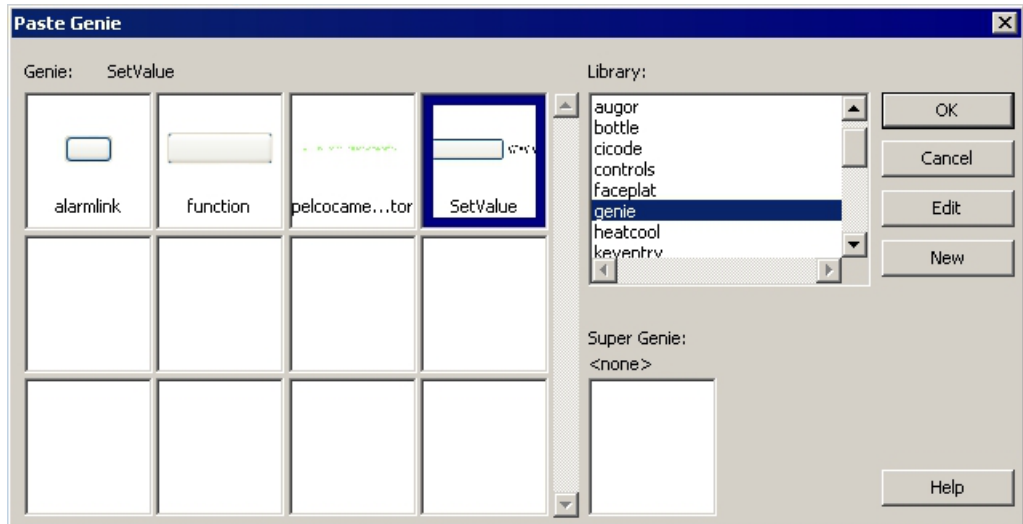 Paste Genie
Genie: SetValue
Library:
alarmlink
function
pelcocame...tor
SetValue
augor
bottle
cicode
controls
faceplat
genie
heatcool
keyentry
OK
Cancel
Edit
New
Super Genie:
<none>
Help